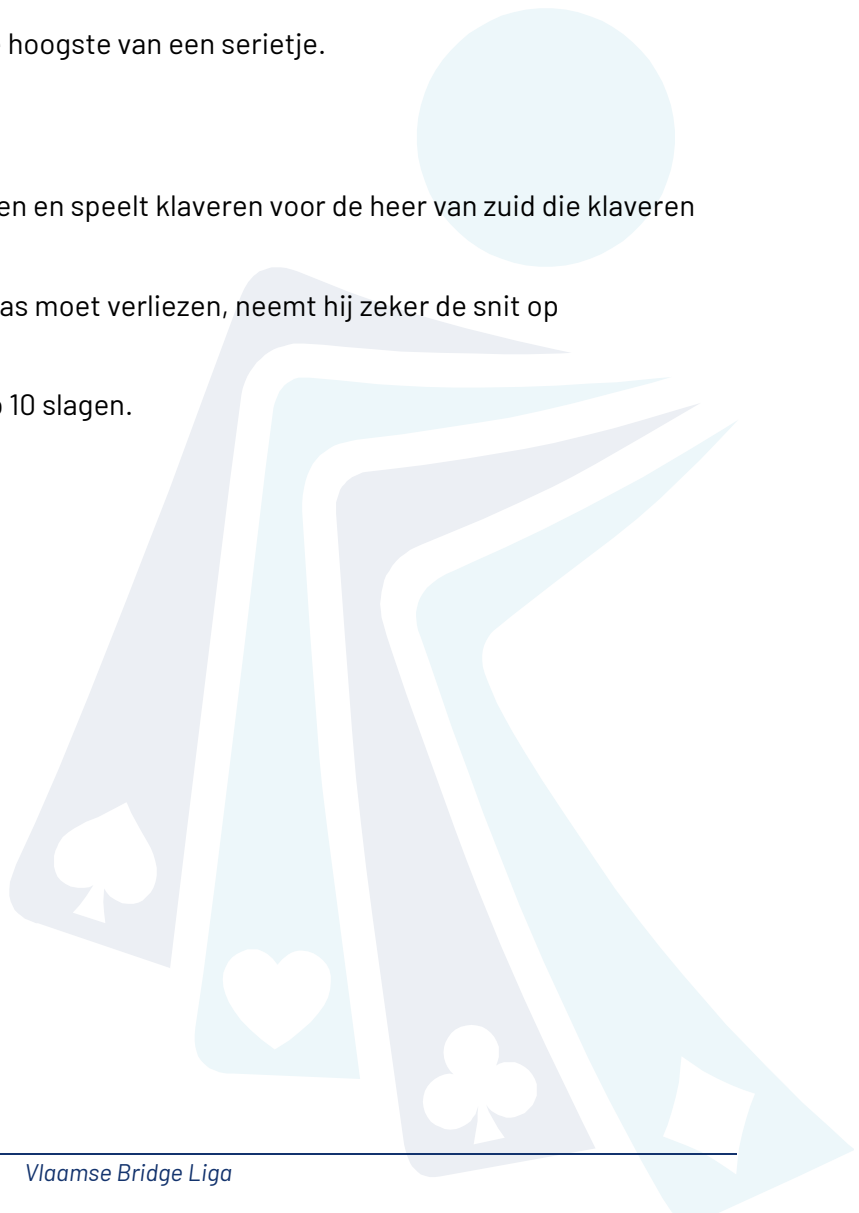 hoogste van een serietje.
en en speelt klaveren voor de heer van zuid die klaveren
as moet verliezen, neemt hij zeker de snit op
10 slagen.
Vlaamse Bridge Liga